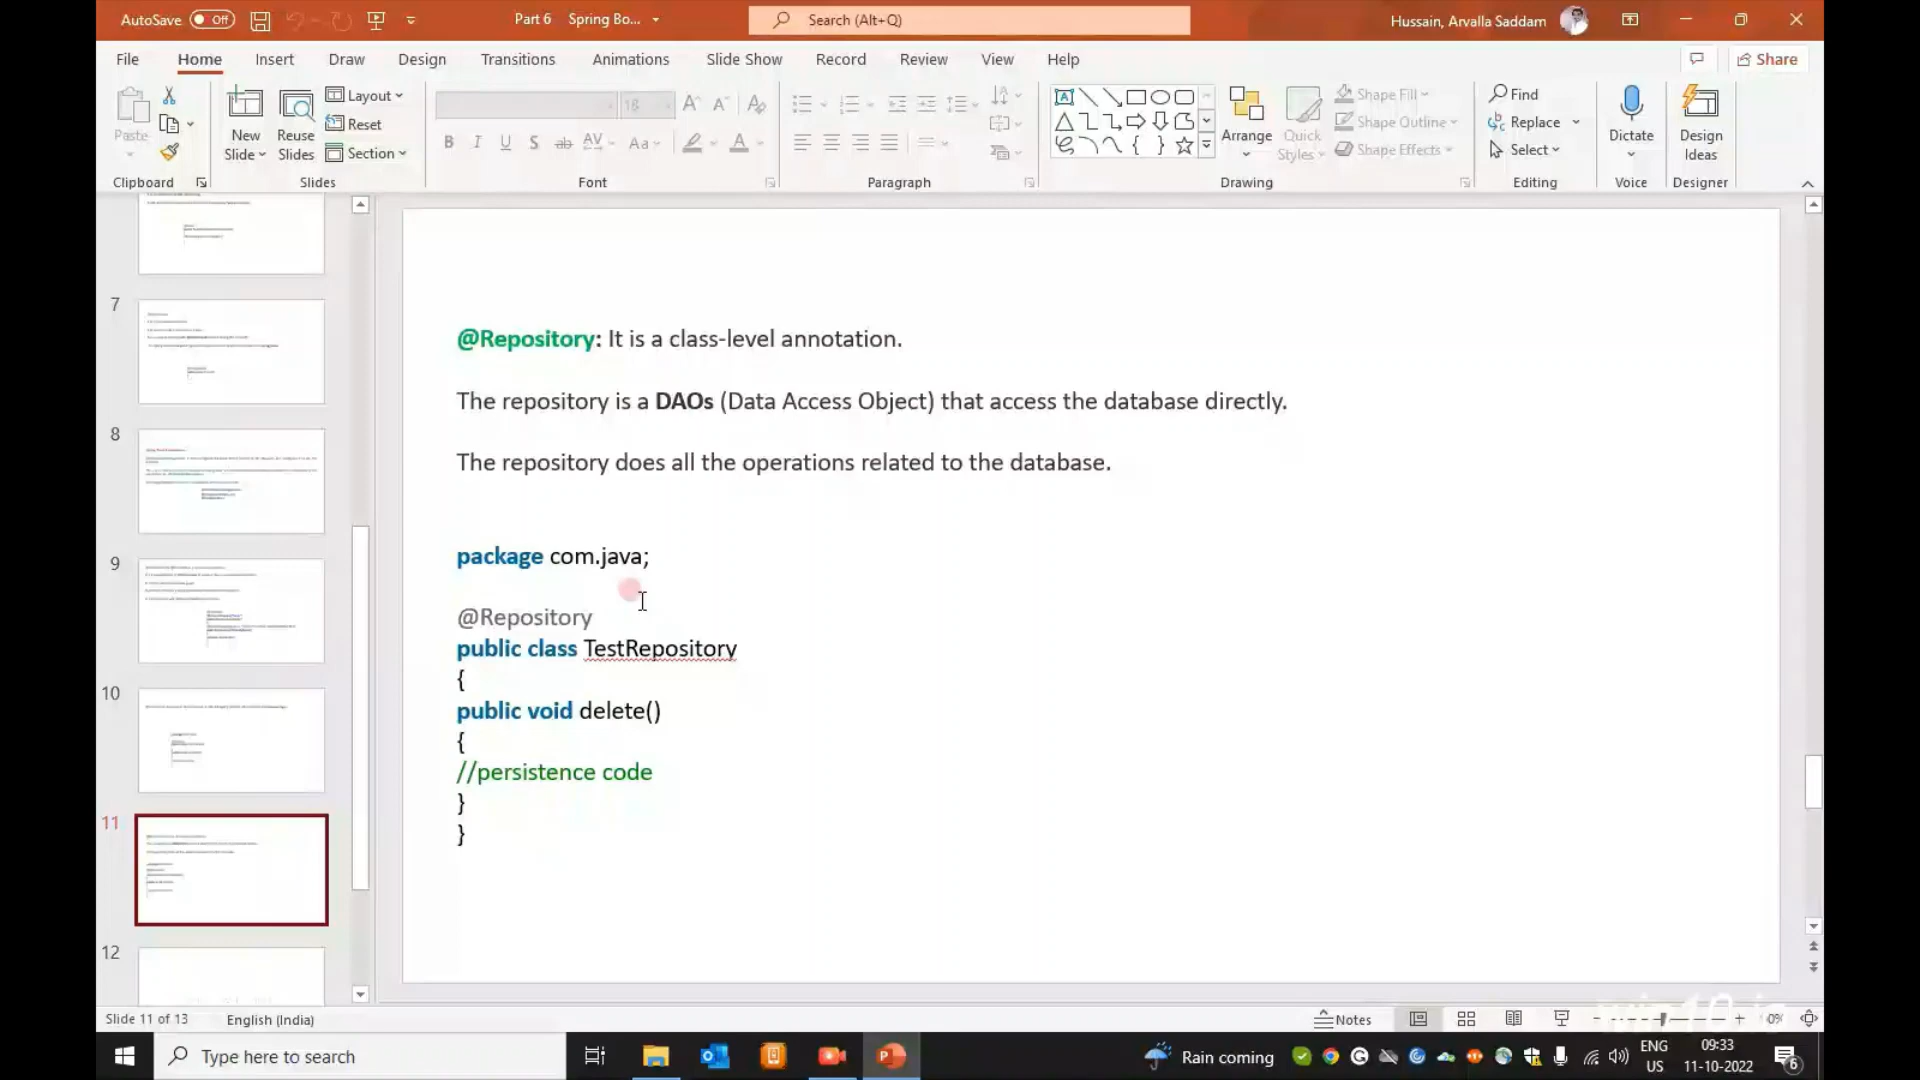 AutoSave Off Part 6 Spring Bo... Search (Alt+Q) Hussain, Arvalla Saddam
File Home Insert Draw Design Transitions Animations Slide Show Record Review View Help Share
Paste New Slide Reuse Slides Layout Reset Section 18 Shape Fill Shape Outline Shape Effects Arrange Quick Styles Find Replace Select Dictate Design Ideas
Clipboard Slides Font Paragraph Drawing Editing Voice Designer
7
8
9
10
11
12
@Repository: It is a class-level annotation.
The repository is a DAOs (Data Access Object) that access the database directly.
The repository does all the operations related to the database.
package com.java;
@Repository
public class TestRepository
{
public void delete()
{
//persistence code
}
}
Slide 11 of 13 English (India) Notes
Type here to search Rain coming ENG US 09:33 11-10-2022 6